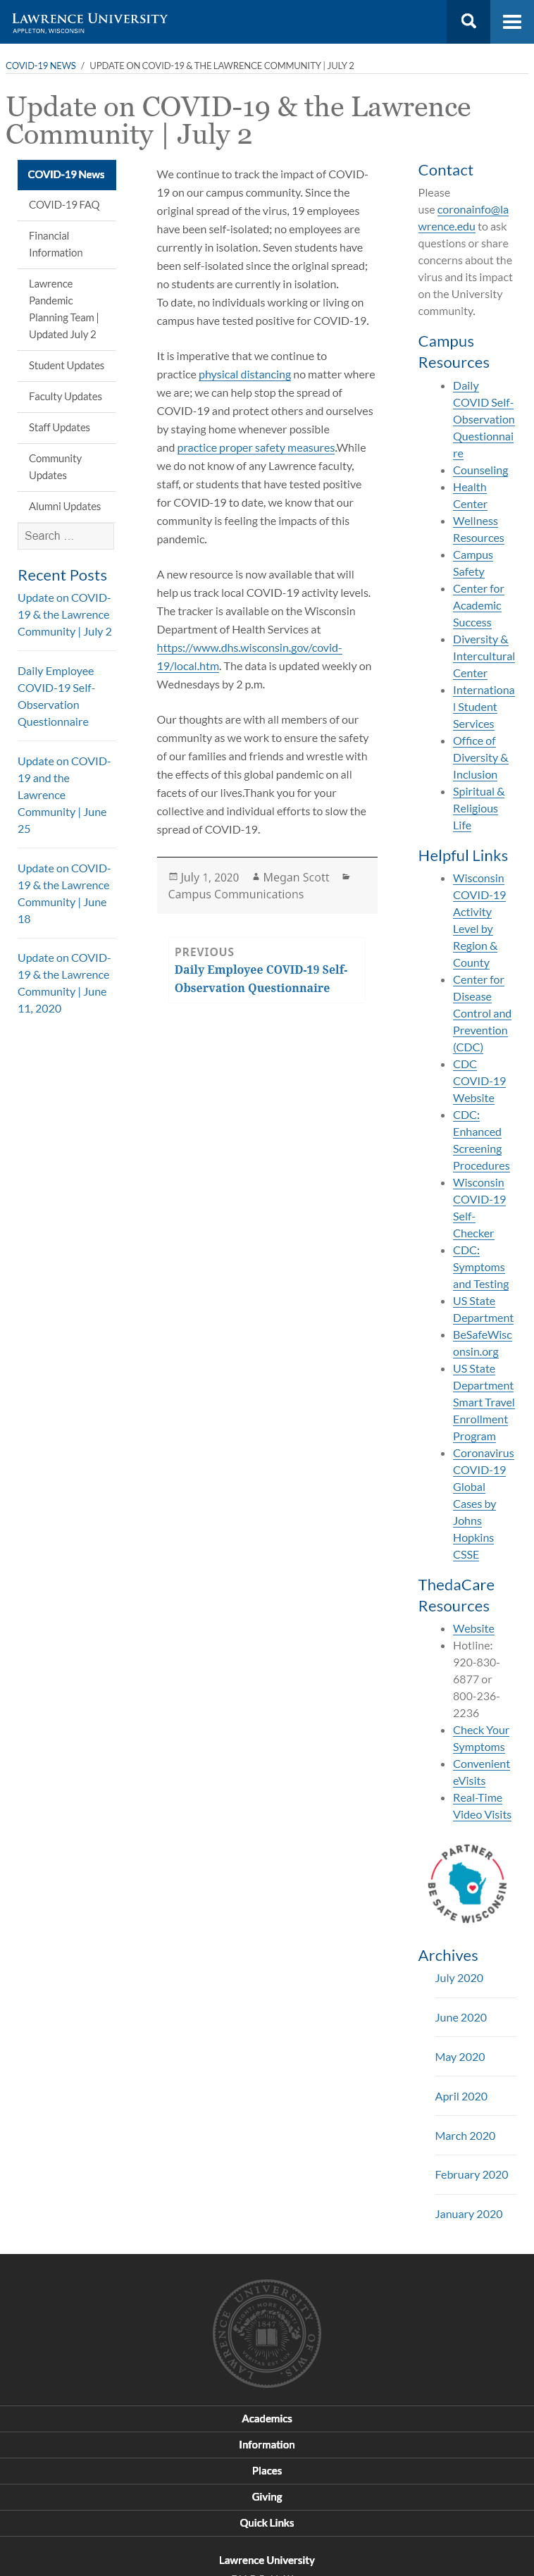 LAWRENCE UNIVERSITY
APPLETON, WISCONSIN
COVID-19 NEWS / UPDATE ON COVID-19 & THE LAWRENCE COMMUNITY | JULY 2
Update on COVID-19 & the Lawrence
Community | July 2
COVID-19 News
COVID-19 FAQ
Financial
Information
Lawrence
Pandemic
Planning Team |
Updated July 2
Student Updates
Faculty Updates
Staff Updates
Community
Updates
Alumni Updates
Search ...
Recent Posts
Update on COVID-
19 & the Lawrence
Community | July 2
Daily Employee
COVID-19 Self-
Observation
Questionnaire
Update on COVID-
19 and the
Lawrence
Community | June
25
Update on COVID-
19 & the Lawrence
Community | June
18
Update on COVID-
19 & the Lawrence
Community | June
11, 2020
We continue to track the impact of COVID-
19 on our campus community. Since the
original spread of the virus, 19 employees
have been asked to self-isolate, and we
currently have no employees who are
currently in isolation. Seven students have
been self-isolated since the original spread;
no students are currently in isolation.
To date, no individuals working or living on
campus have tested positive for COVID-19.
It is imperative that we continue to
practice physical distancing no matter where
we are; we can help stop the spread of
COVID-19 and protect others and ourselves
by staying home whenever possible
and practice proper safety measures.While
we do not know of any Lawrence faculty,
staff, or students that have tested positive
for COVID-19 to date, we know that our
community is feeling the impacts of this
pandemic.
A new resource is now available that will
help track local COVID-19 activity levels.
The tracker is available on the Wisconsin
Department of Health Services at
https://www.dhs.wisconsin.gov/covid-
19/local.htm. The data is updated weekly on
Wednesdays by 2 p.m.
Our thoughts are with all members of our
community as we work to ensure the safety
of our families and friends and wrestle with
the effects of this global pandemic in all
facets of our lives.Thank you for your
collective and individual efforts to slow the
spread of COVID-19.
July 1, 2020 Megan Scott
Campus Communications
PREVIOUS
Daily Employee COVID-19 Self-
Observation Questionnaire
Contact
Please
use coronainfo@la
wrence.edu to ask
questions or share
concerns about the
virus and its impact
on the University
community.
Campus
Resources
Daily
COVID Self-
Observation
Questionnai
re
Counseling
Health
Center
Wellness
Resources
Campus
Safety
Center for
Academic
Success
Diversity &
Intercultural
Center
Internationa
l Student
Services
Office of
Diversity &
Inclusion
Spiritual &
Religious
Life
Helpful Links
Wisconsin
COVID-19
Activity
Level by
Region &
County
Center for
Disease
Control and
Prevention
(CDC)
CDC
COVID-19
Website
CDC:
Enhanced
Screening
Procedures
Wisconsin
COVID-19
Self-
Checker
CDC:
Symptoms
and Testing
US State
Department
BeSafeWisc
onsin.org
US State
Department
Smart Travel
Enrollment
Program
Coronavirus
COVID-19
Global
Cases by
Johns
Hopkins
CSSE
ThedaCare
Resources
Website
Hotline:
920-830-
6877 or
800-236-
2236
Check Your
Symptoms
Convenient
eVisits
Real-Time
Video Visits
PARTNER
BE SAFE WISCONSIN
Archives
July 2020
June 2020
May 2020
April 2020
March 2020
February 2020
January 2020
Academics
Information
Places
Giving
Quick Links
Lawrence University